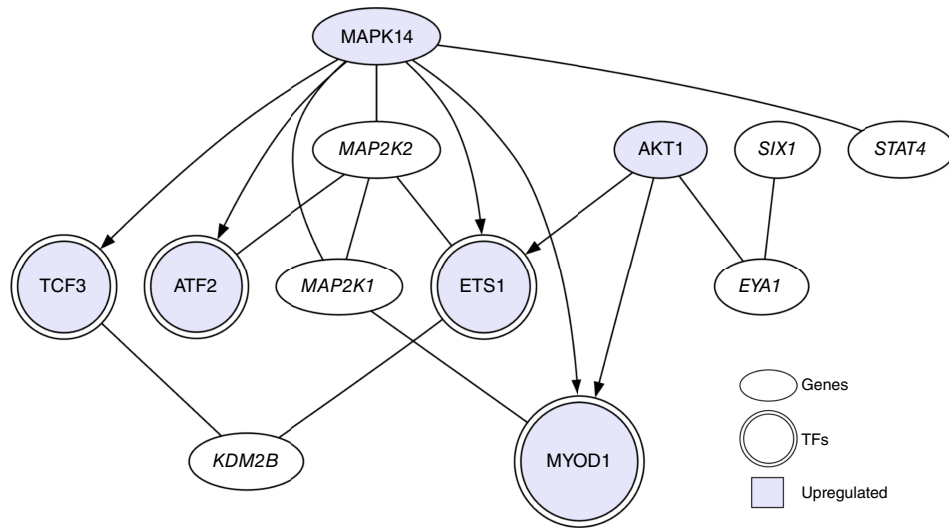 MAPK14
MAP2K2
AKT1
SIX1
STAT4
TCF3
ATF2
MAP2K1
ETS1
EYA1
Genes
TFs
KDM2B
MYOD1
Upregulated